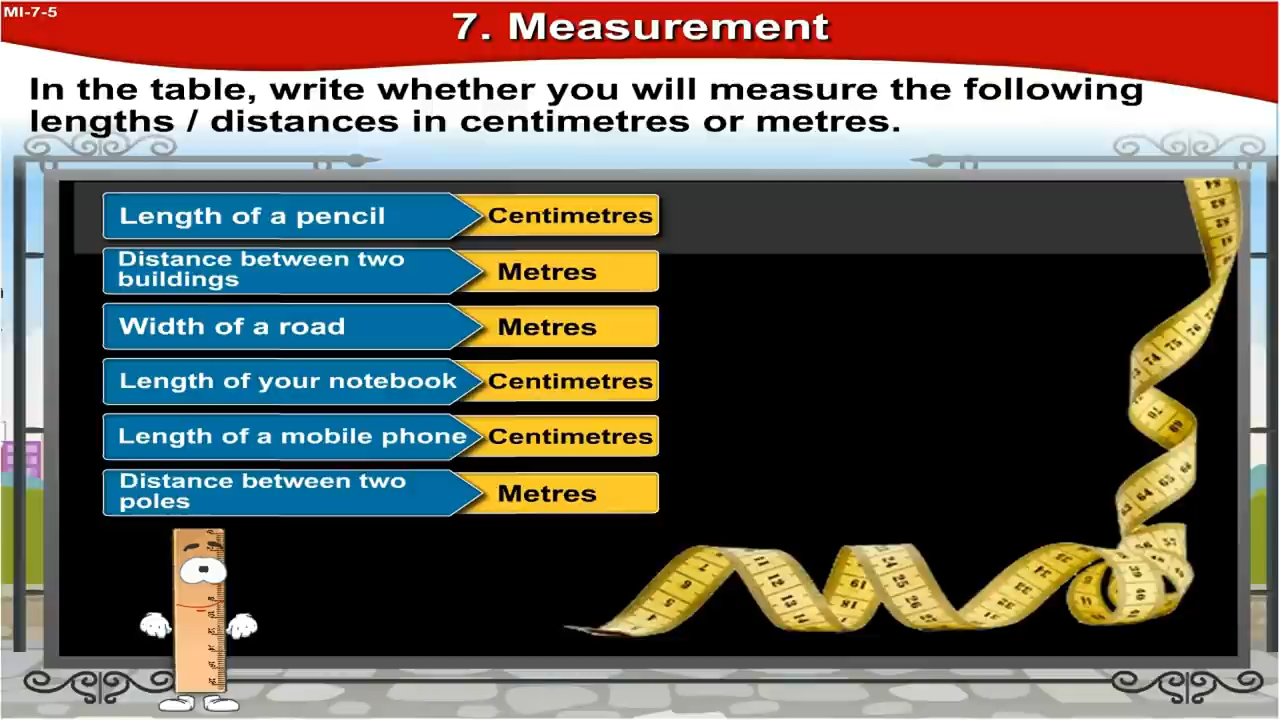 MI-7-5
7. Measurement
In the table, write whether you will measure the following
lengths / distances in centimetres or metres.
Length of a pencil
Centimetres
Distance between two
buildings
Metres
Width of a road
Metres
Length of your notebook
Centimetres
Length of a mobile phone
Centimetres
Distance between two
poles
Metres